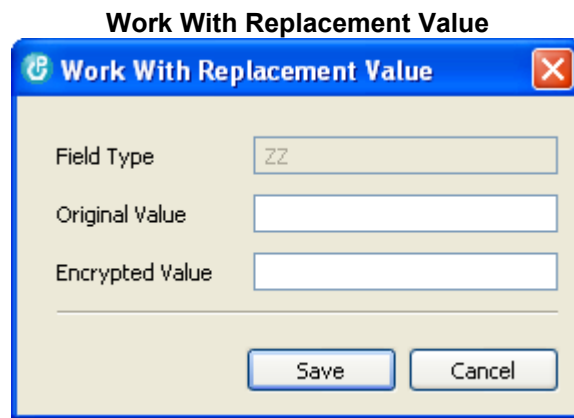 Work With Replacement Value
Work With Replacement Value
Field Type ZZ
Original Value
Encrypted Value
Save Cancel